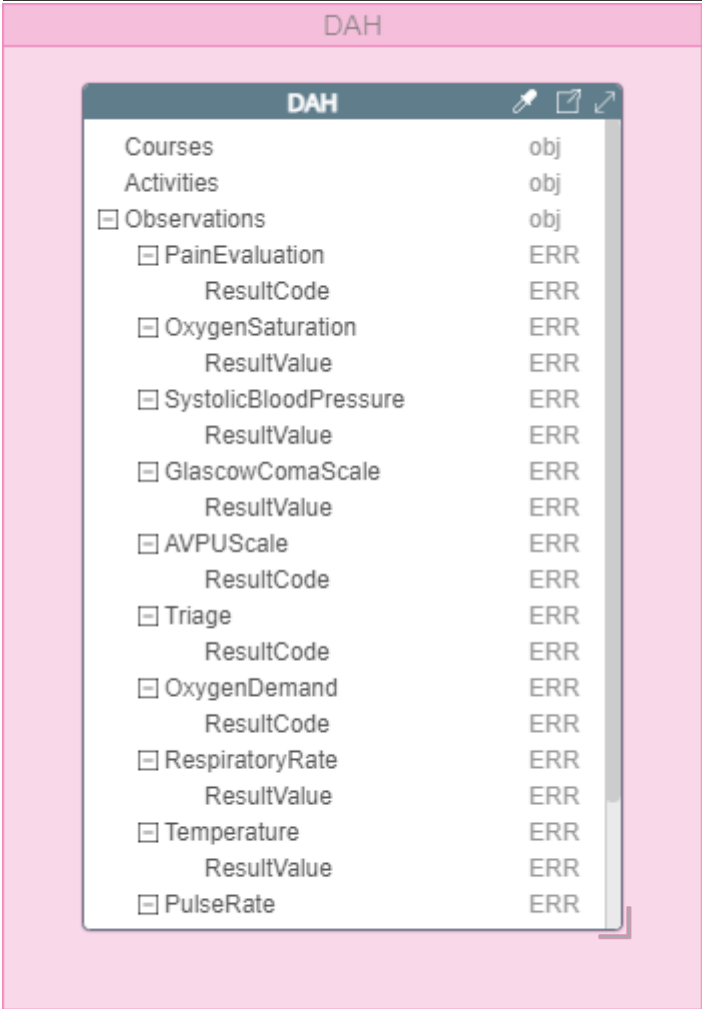 DAH
DAH
Courses obj
Activities obj
Observations obj
PainEvaluation ERR
ResultCode ERR
OxygenSaturation ERR
ResultValue ERR
SystolicBloodPressure ERR
ResultValue ERR
GlascowComaScale ERR
ResultValue ERR
AVPUScale ERR
ResultCode ERR
Triage ERR
ResultCode ERR
OxygenDemand ERR
ResultCode ERR
RespiratoryRate ERR
ResultValue ERR
Temperature ERR
ResultValue ERR
PulseRate ERR